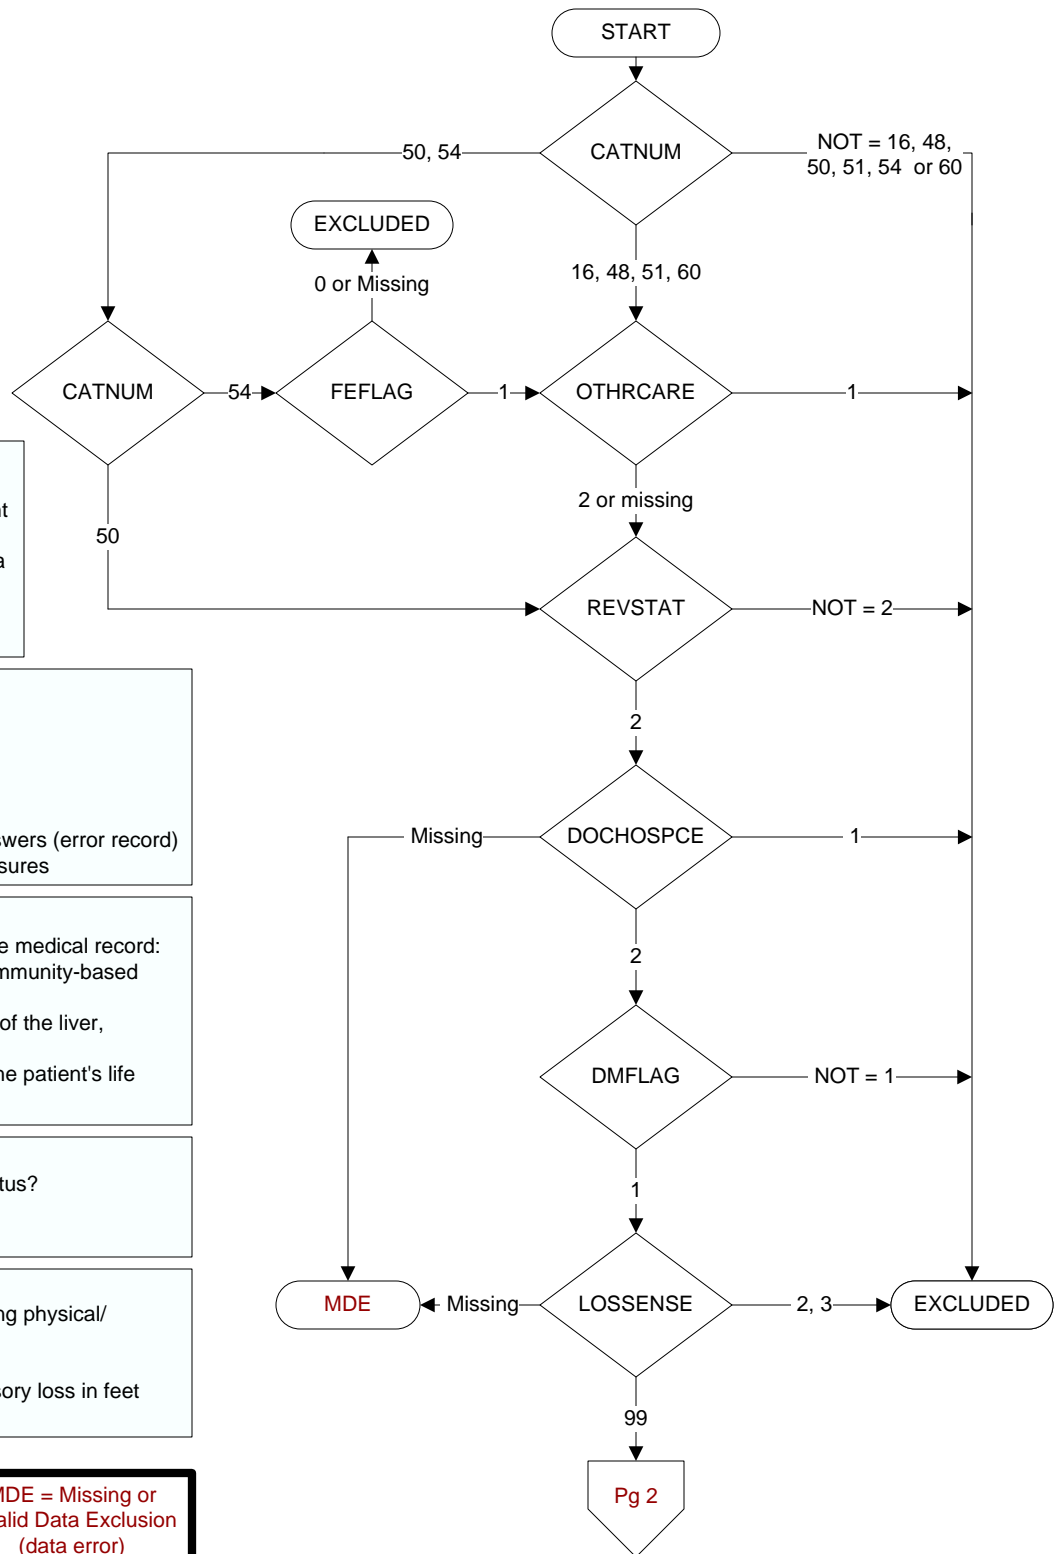 START
CATNUM
50, 54
NOT = 16, 48,
50, 51, 54 or 60
EXCLUDED
0 or Missing
16, 48, 51, 60
CATNUM
54
FEFLAG
1
OTHRCARE
1
2 or missing
50
REVSTAT
NOT = 2
2
Missing
DOCHOSPCE
1
2
DMFLAG
NOT = 1
1
MDE
Missing
LOSSENSE
2, 3
EXCLUDED
99
Pg 2
a
(error record)
sures
e medical record:
of the liver,
he patient's life
tus?
ng physical/
sory loss in feet
MDE = Missing or
alid Data Exclusion
(data error)